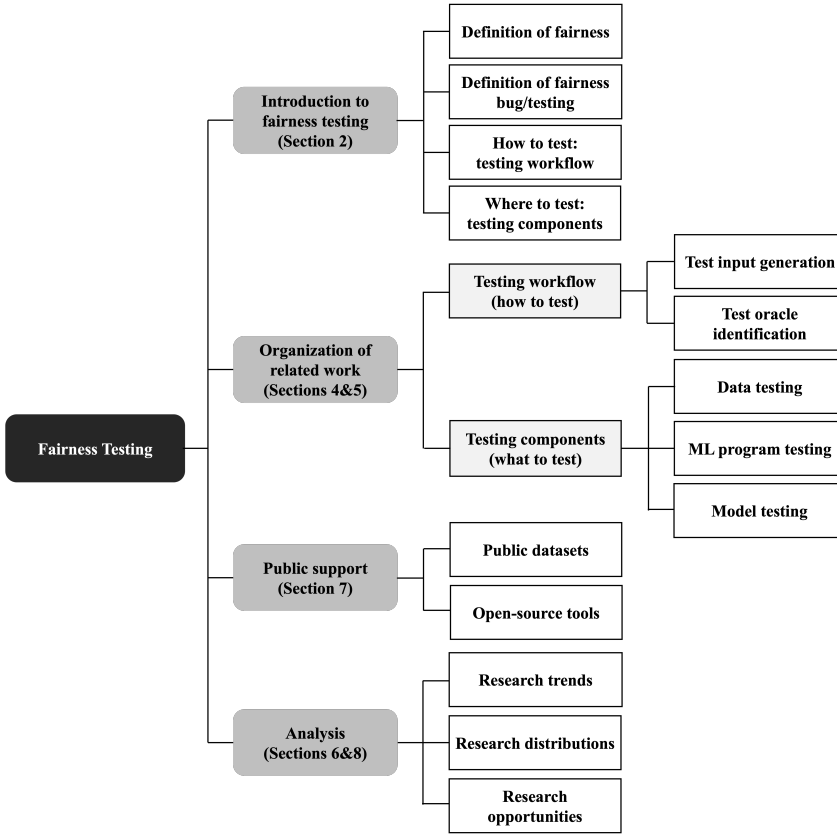 Fairness Testing
Introduction to
fairness testing
(Section 2)
Definition of fairness
Definition of fairness
bug/testing
How to test:
testing workflow
Where to test:
testing components
Organization of
related work
(Sections 4&5)
Testing workflow
(how to test)
Test input generation
Test oracle
identification
Testing components
(what to test)
Data testing
ML program testing
Model testing
Public support
(Section 7)
Public datasets
Open-source tools
Analysis
(Sections 6&8)
Research trends
Research distributions
Research
opportunities